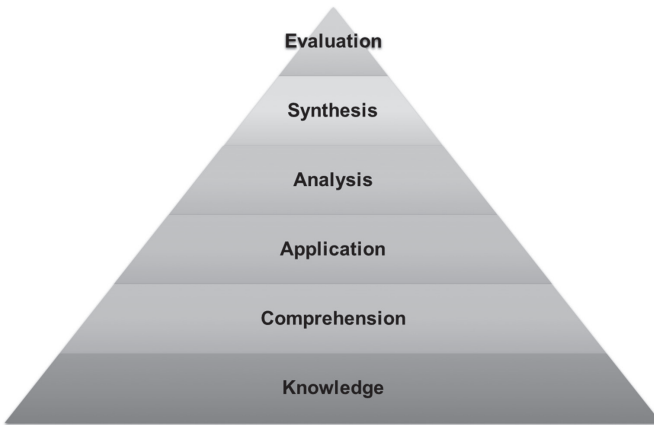 Evaluation
Synthesis
Analysis
Application
Comprehension
Knowledge